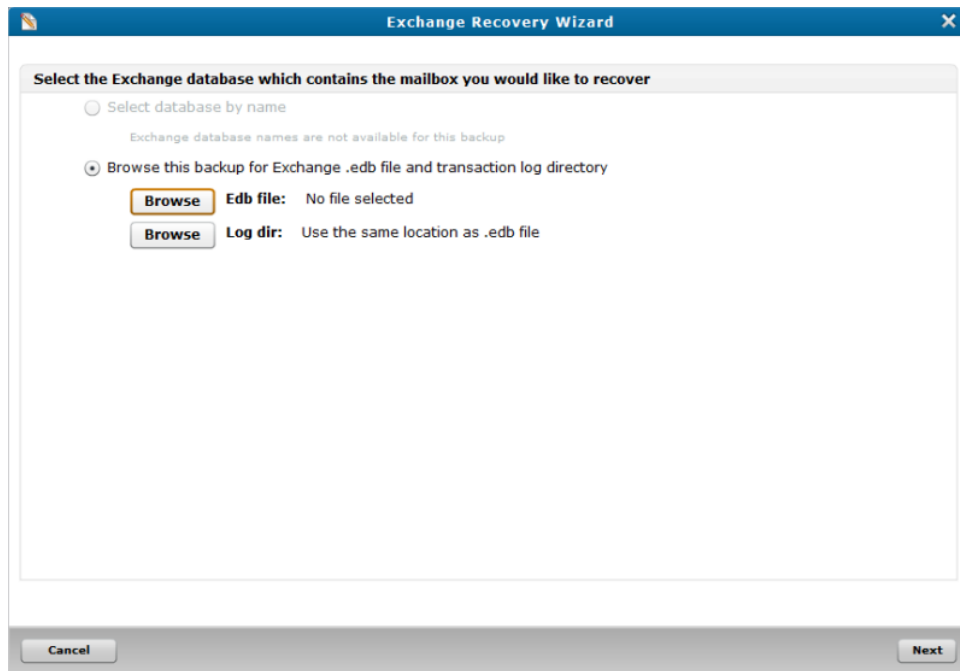 Exchange Recovery Wizard
Select the Exchange database which contains the mailbox you would like to recover
Select database by name
Exchange database names are not available for this backup
Browse this backup for Exchange .edb file and transaction log directory
Browse Edb file: No file selected
Browse Log dir: Use the same location as .edb file
Cancel Next